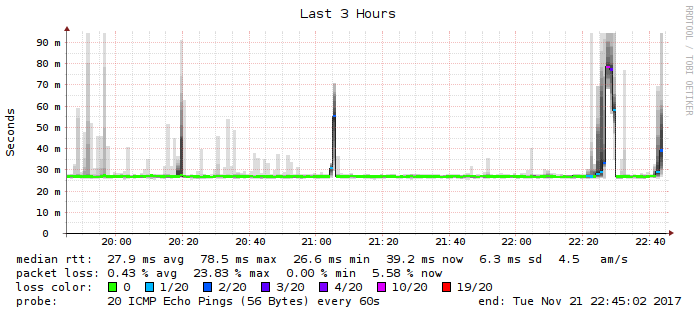 Last 3 Hours
RRDTOOL / TOBI OETIKER
Seconds
90 m
80 m
70 m
60 m
50 m
40 m
30 m
20 m
10 m
0
20:00 20:20 20:40 21:00 21:20 21:40 22:00 22:20 22:40
median rtt: 27.9 ms avg 78.5 ms max 26.6 ms min 39.2 ms now 6.3 ms sd 4.5 am/s
packet loss: 0.43 % avg 23.83 % max 0.00 % min 5.58 % now
loss color: 0 1/20 2/20 3/20 4/20 10/20 19/20
probe: 20 ICMP Echo Pings (56 Bytes) every 60s end: Tue Nov 21 22:45:02 2017